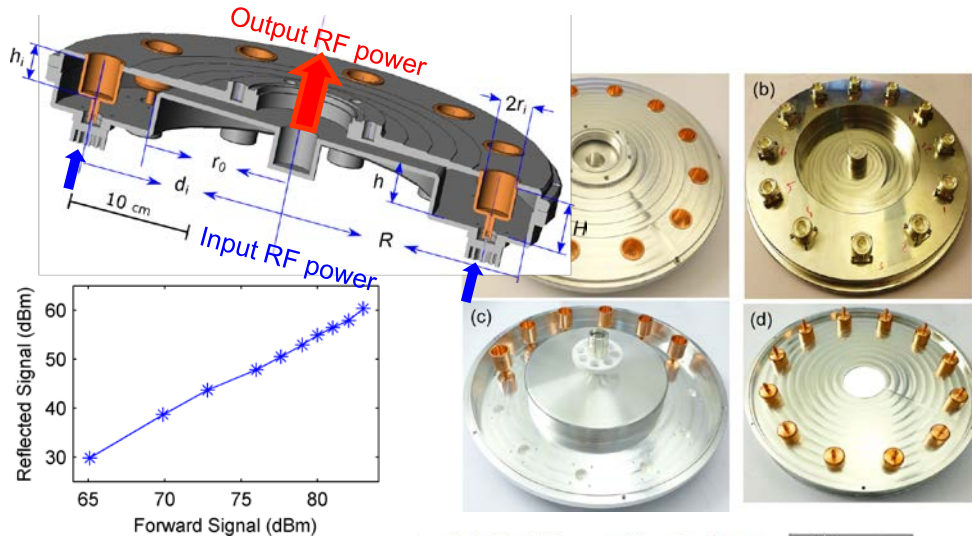 Output RF power
h_i
2r_i
r_0
h
d_i
10 cm
R
H
Input RF power
(b)
(c)
(d)
60
50
40
30
65
70
75
80
Reflected Signal (dBm)
Forward Signal (dBm)